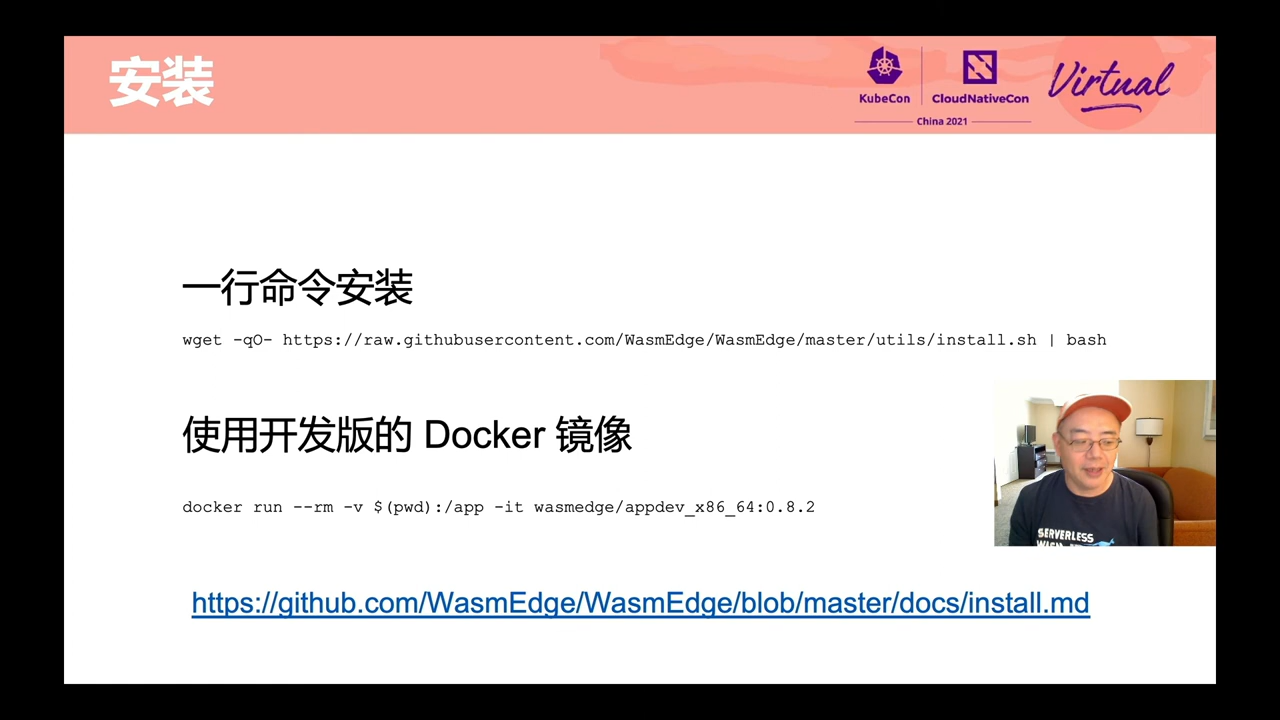 安装
KubeCon
CloudNativeCon
China 2021
Virtual
一行命令安装
wget -qO- https://raw.githubusercontent.com/WasmEdge/WasmEdge/master/utils/install.sh | bash
使用开发版的 Docker 镜像
docker run --rm -v $(pwd):/app -it wasmedge/appdev_x86_64:0.8.2
SERVERLESS
https://github.com/WasmEdge/WasmEdge/blob/master/docs/install.md